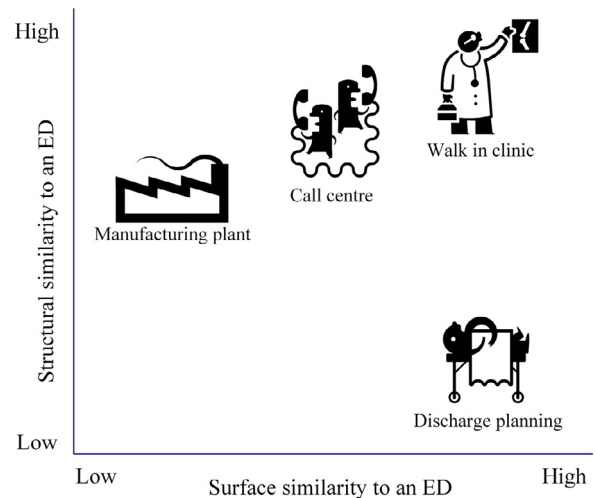 High
Structural similarity to an ED
Walk in clinic
Call centre
Manufacturing plant
Discharge planning
Low
Low
Surface similarity to an ED
High